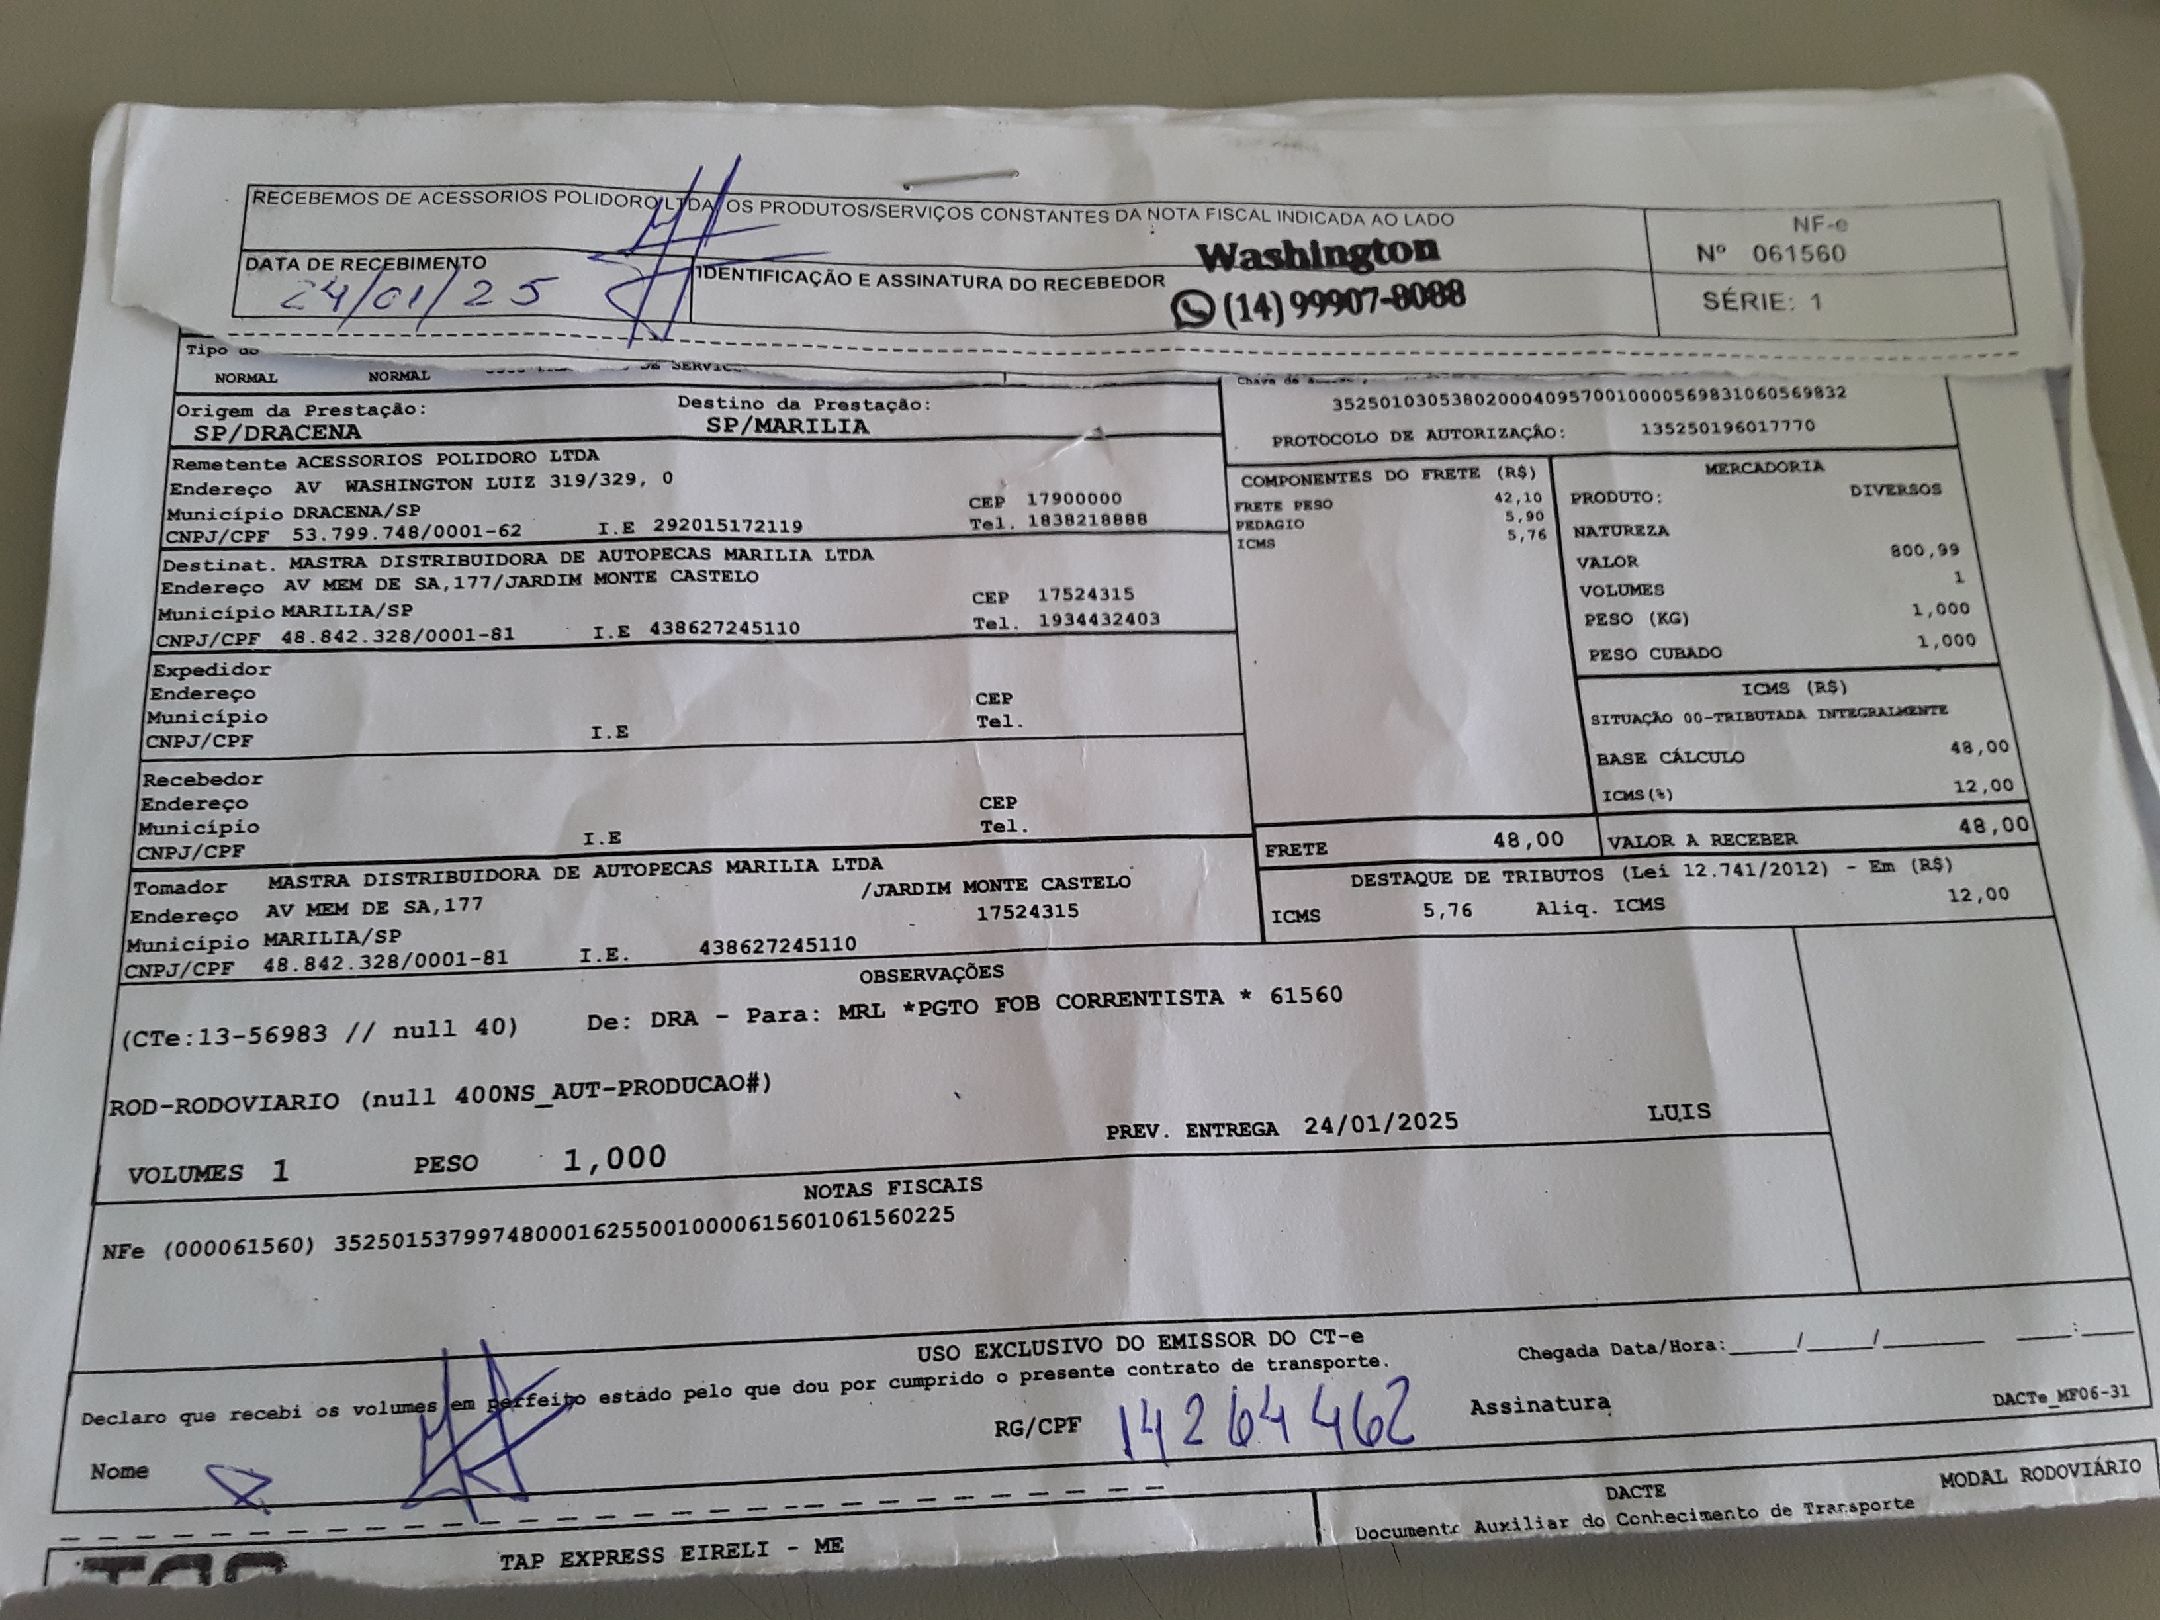 RECEBEMOS DE ACESSORIOS POLIDORO LTDA OS PRODUTOS/SERVIÇOS CONSTANTES DA NOTA FISCAL INDICADA AO LADO
NF-e
Nº 061560
SÉRIE: 1
DATA DE RECEBIMENTO
24/01/25
IDENTIFICAÇÃO E ASSINATURA DO RECEBEDOR
Washington
(14) 99907-8088
Tipo do
NORMAL NORMAL
Origem da Prestação: Destino da Prestação:
SP/DRACENA SP/MARILIA
Remetente ACESSORIOS POLIDORO LTDA
Endereço AV WASHINGTON LUIZ 319/329, 0
Município DRACENA/SP CEP 17900000
CNPJ/CPF 53.799.748/0001-62 I.E 292015172119 Tel. 1838218888
Destinat. MASTRA DISTRIBUIDORA DE AUTOPECAS MARILIA LTDA
Endereço AV MEM DE SA,177/JARDIM MONTE CASTELO
Município MARILIA/SP CEP 17524315
CNPJ/CPF 48.842.328/0001-81 I.E 438627245110 Tel. 1934432403
Expedidor
Endereço
Município CEP
CNPJ/CPF I.E Tel.
Recebedor
Endereço
Município CEP
CNPJ/CPF I.E Tel.
Tomador MASTRA DISTRIBUIDORA DE AUTOPECAS MARILIA LTDA
Endereço AV MEM DE SA,177 /JARDIM MONTE CASTELO
Município MARILIA/SP 17524315
CNPJ/CPF 48.842.328/0001-81 I.E. 438627245110
35250103053802000409570010000569831060569832
PROTOCOLO DE AUTORIZAÇÃO: 135250196017770
COMPONENTES DO FRETE (R$)
FRETE PESO 42,10
PEDAGIO 5,90
ICMS 5,76
MERCADORIA
PRODUTO: DIVERSOS
NATUREZA
VALOR 800,99
VOLUMES 1
PESO (KG) 1,000
PESO CUBADO 1,000
ICMS (R$)
SITUAÇÃO 00-TRIBUTADA INTEGRALMENTE
BASE CÁLCULO 48,00
ICMS(%) 12,00
FRETE 48,00 VALOR A RECEBER 48,00
DESTAQUE DE TRIBUTOS (Lei 12.741/2012) - Em (R$)
ICMS 5,76 Aliq. ICMS 12,00
OBSERVAÇÕES
(CTe:13-56983 // null 40) De: DRA - Para: MRL *PGTO FOB CORRENTISTA * 61560
ROD-RODOVIARIO (null 400NS_AUT-PRODUCAO#)
VOLUMES 1 PESO 1,000 PREV. ENTREGA 24/01/2025 LUIS
NOTAS FISCAIS
NFe (000061560) 35250153799748000162550010000615601061560225
USO EXCLUSIVO DO EMISSOR DO CT-e
Declaro que recebi os volumes em perfeito estado pelo que dou por cumprido o presente contrato de transporte.
Chegada Data/Hora:_____/_____/_______ ____:____
Nome RG/CPF 14264462 Assinatura
DACTe_MF06-31
TAP EXPRESS EIRELI - ME
DACTE MODAL RODOVIÁRIO
Documento Auxiliar do Conhecimento de Transporte